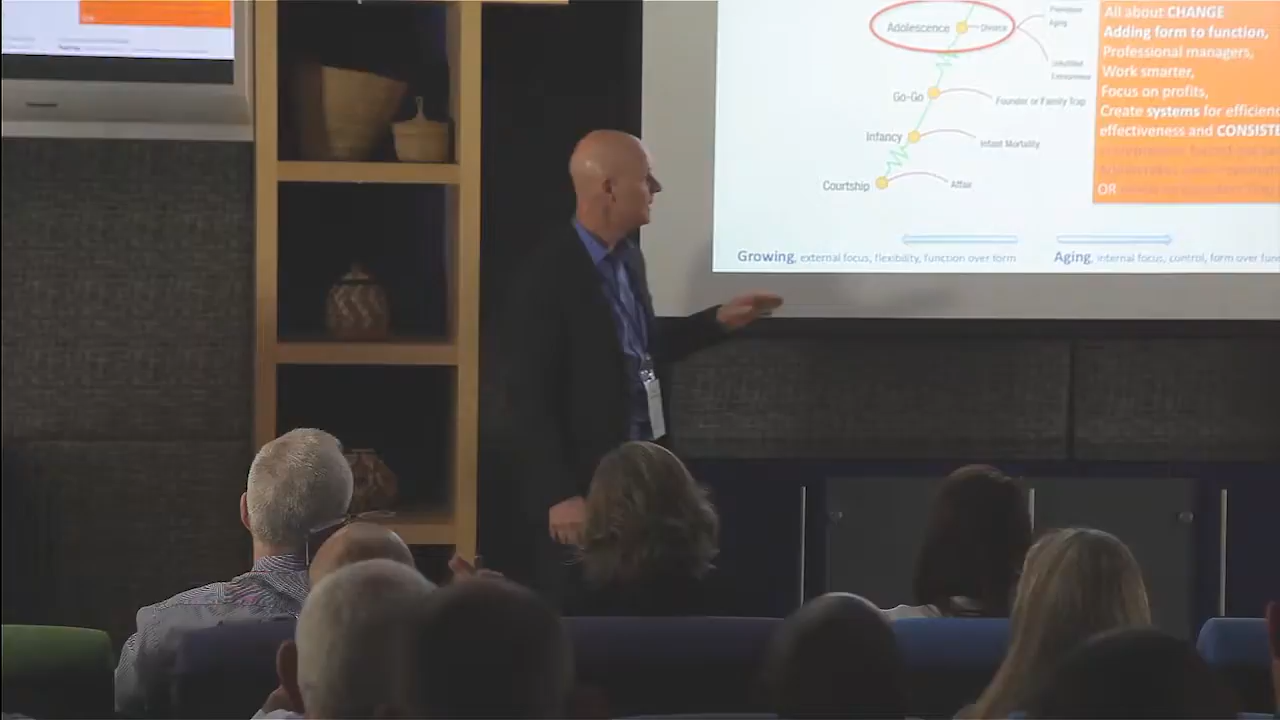 Adolescence
Divorce
Premature
Aging
Unfulfilled
Entrepreneur
Go-Go
Founder or Family Trap
Infancy
Infant Mortality
Courtship
Affair
All about CHANGE
Adding form to function,
Professional managers,
Work smarter,
Focus on profits,
Create systems for efficienc
effectiveness and CONSISTE
OR
Growing, external focus, flexibility, function over form
Aging, internal focus, control, form over fun